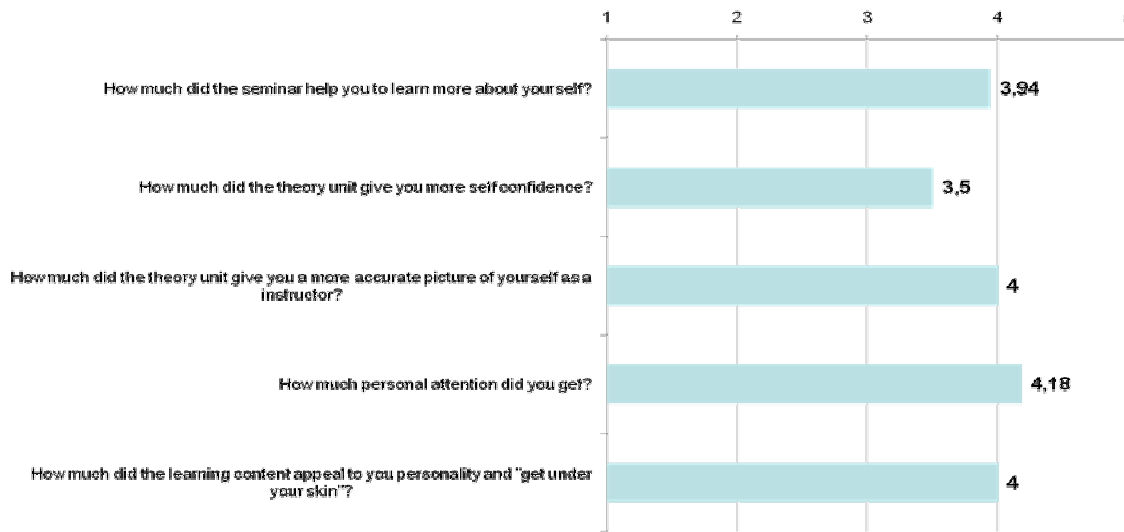 1 2 3 4
How much did the seminar help you to learn more about yourself?
3,94
How much did the theory unit give you more self confidence?
3,5
How much did the theory unit give you a more accurate picture of yourself as a
instructor?
4
How much personal attention did you get?
4,18
How much did the learning content appeal to you personality and "get under
your skin"?
4